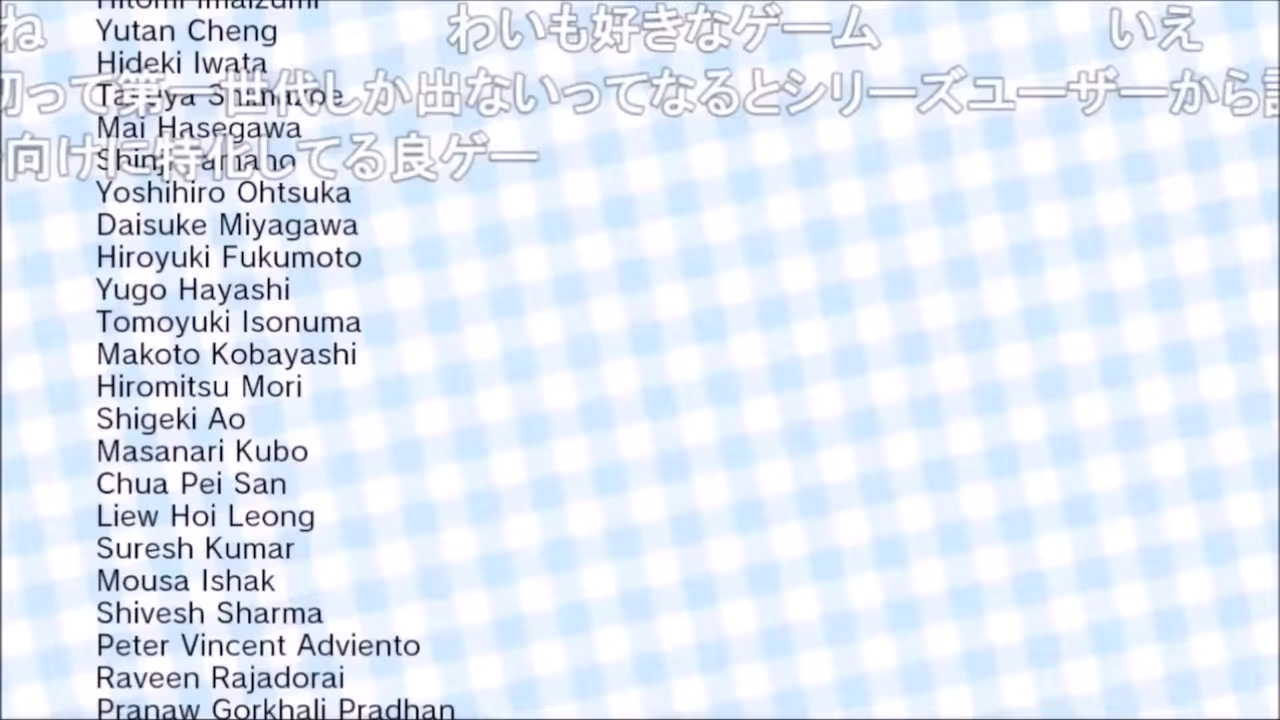 Hitomi Imaizumi
ね わいも好きなゲーム いえ
Yutan Cheng
Hideki Iwata
切って第一世代しか出ないってなるとシリーズユーザーから
Mai Hasegawa
向けに特化してる良ゲー
Yoshihiro Ohtsuka
Daisuke Miyagawa
Hiroyuki Fukumoto
Yugo Hayashi
Tomoyuki Isonuma
Makoto Kobayashi
Hiromitsu Mori
Shigeki Ao
Masanari Kubo
Chua Pei San
Liew Hoi Leong
Suresh Kumar
Mousa Ishak
Shivesh Sharma
Peter Vincent Adviento
Raveen Rajadorai
Pranaw Gorkhali Pradhan